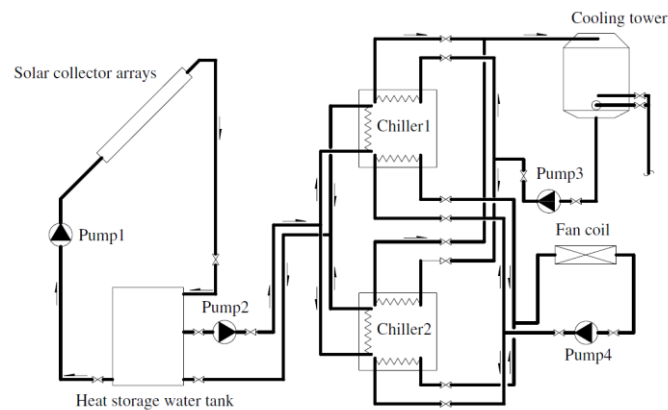 Cooling tower
Solar collector arrays
Chiller1
Pump3
Pump1
Fan coil
Pump2
Chiller2
Pump4
Heat storage water tank